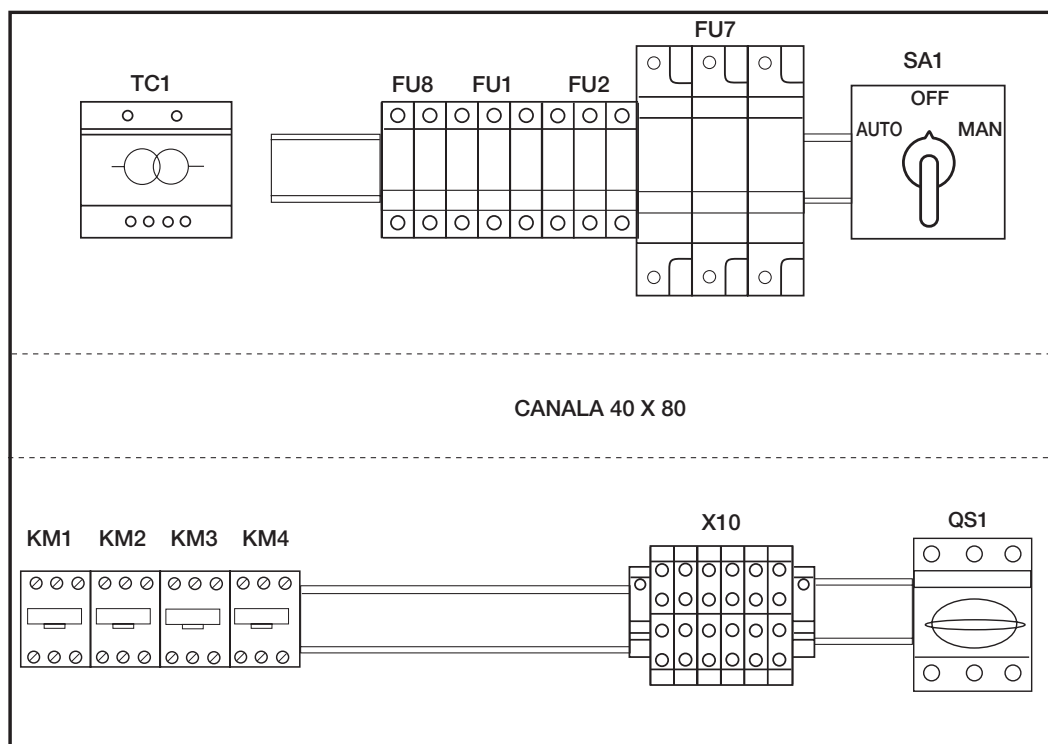 FU7
TC1
FU8 FU1 FU2
SA1
OFF
AUTO MAN
CANALA 40 X 80
KM1 KM2 KM3 KM4
X10
QS1